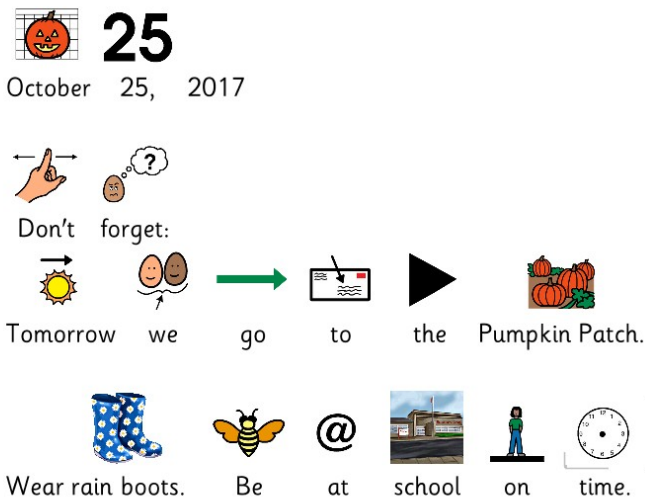 25
October 25, 2017
?
Don't forget:
Tomorrow we go to the Pumpkin Patch.
@
Wear rain boots. Be at school on time.